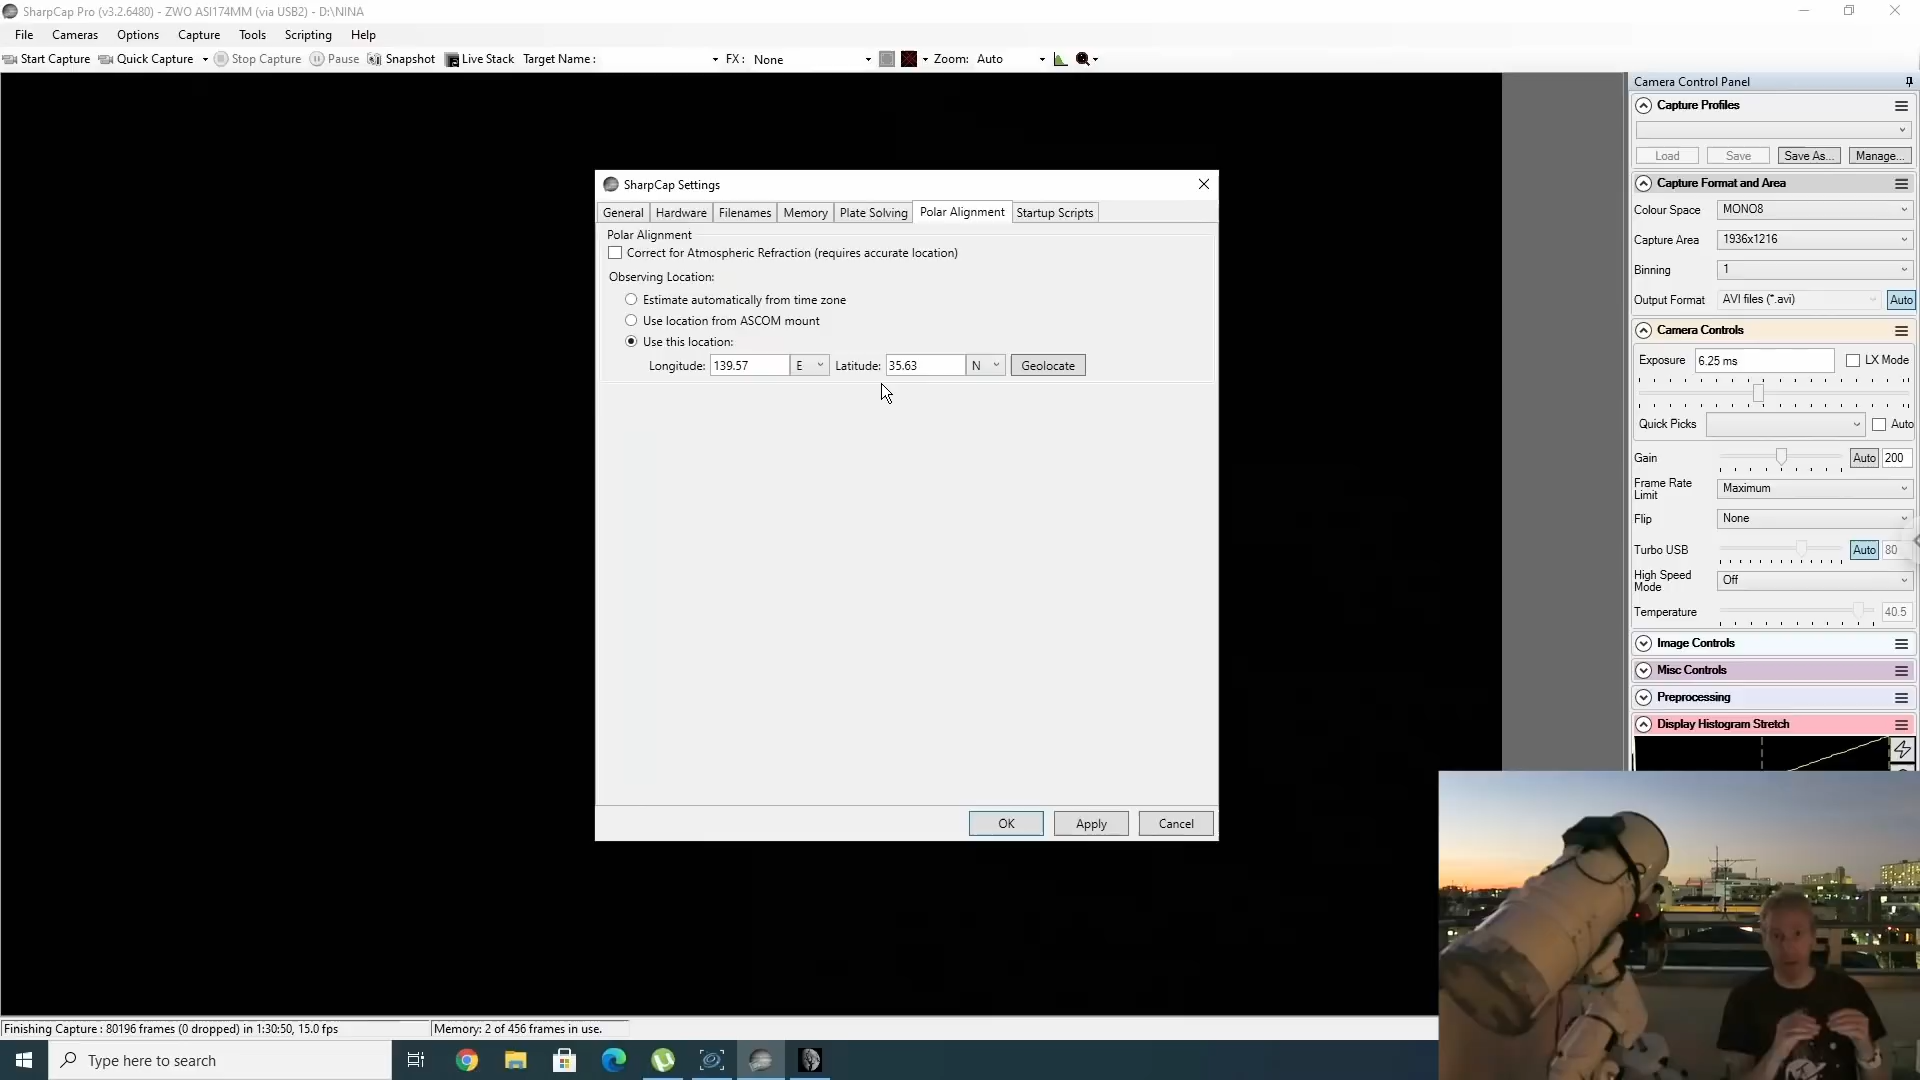 SharpCap Pro (v3.2.6480) - ZWO ASI174MM (via USB2) - D:\NINA
File Cameras Options Capture Tools Scripting Help
Start Capture Quick Capture Stop Capture Pause Snapshot Live Stack Target Name : FX : None Zoom: Auto
SharpCap Settings
General Hardware Filenames Memory Plate Solving Polar Alignment Startup Scripts
Polar Alignment
Correct for Atmospheric Refraction (requires accurate location)
Observing Location:
Estimate automatically from time zone
Use location from ASCOM mount
Use this location:
Longitude: 139.57 E Latitude: 35.63 N Geolocate
OK Apply Cancel
Camera Control Panel
Capture Profiles
Load Save Save As... Manage...
Capture Format and Area
Colour Space MONO8
Capture Area 1936x1216
Binning 1
Output Format AVI files (*.avi) Auto
Camera Controls
Exposure 6.25 ms LX Mode
Quick Picks Auto
Gain Auto 200
Frame Rate Limit Maximum
Flip None
Turbo USB Auto 80
High Speed Mode Off
Temperature 40.5
Image Controls
Misc Controls
Preprocessing
Display Histogram Stretch
Finishing Capture : 80196 frames (0 dropped) in 1:30:50, 15.0 fps Memory: 2 of 456 frames in use.
Type here to search